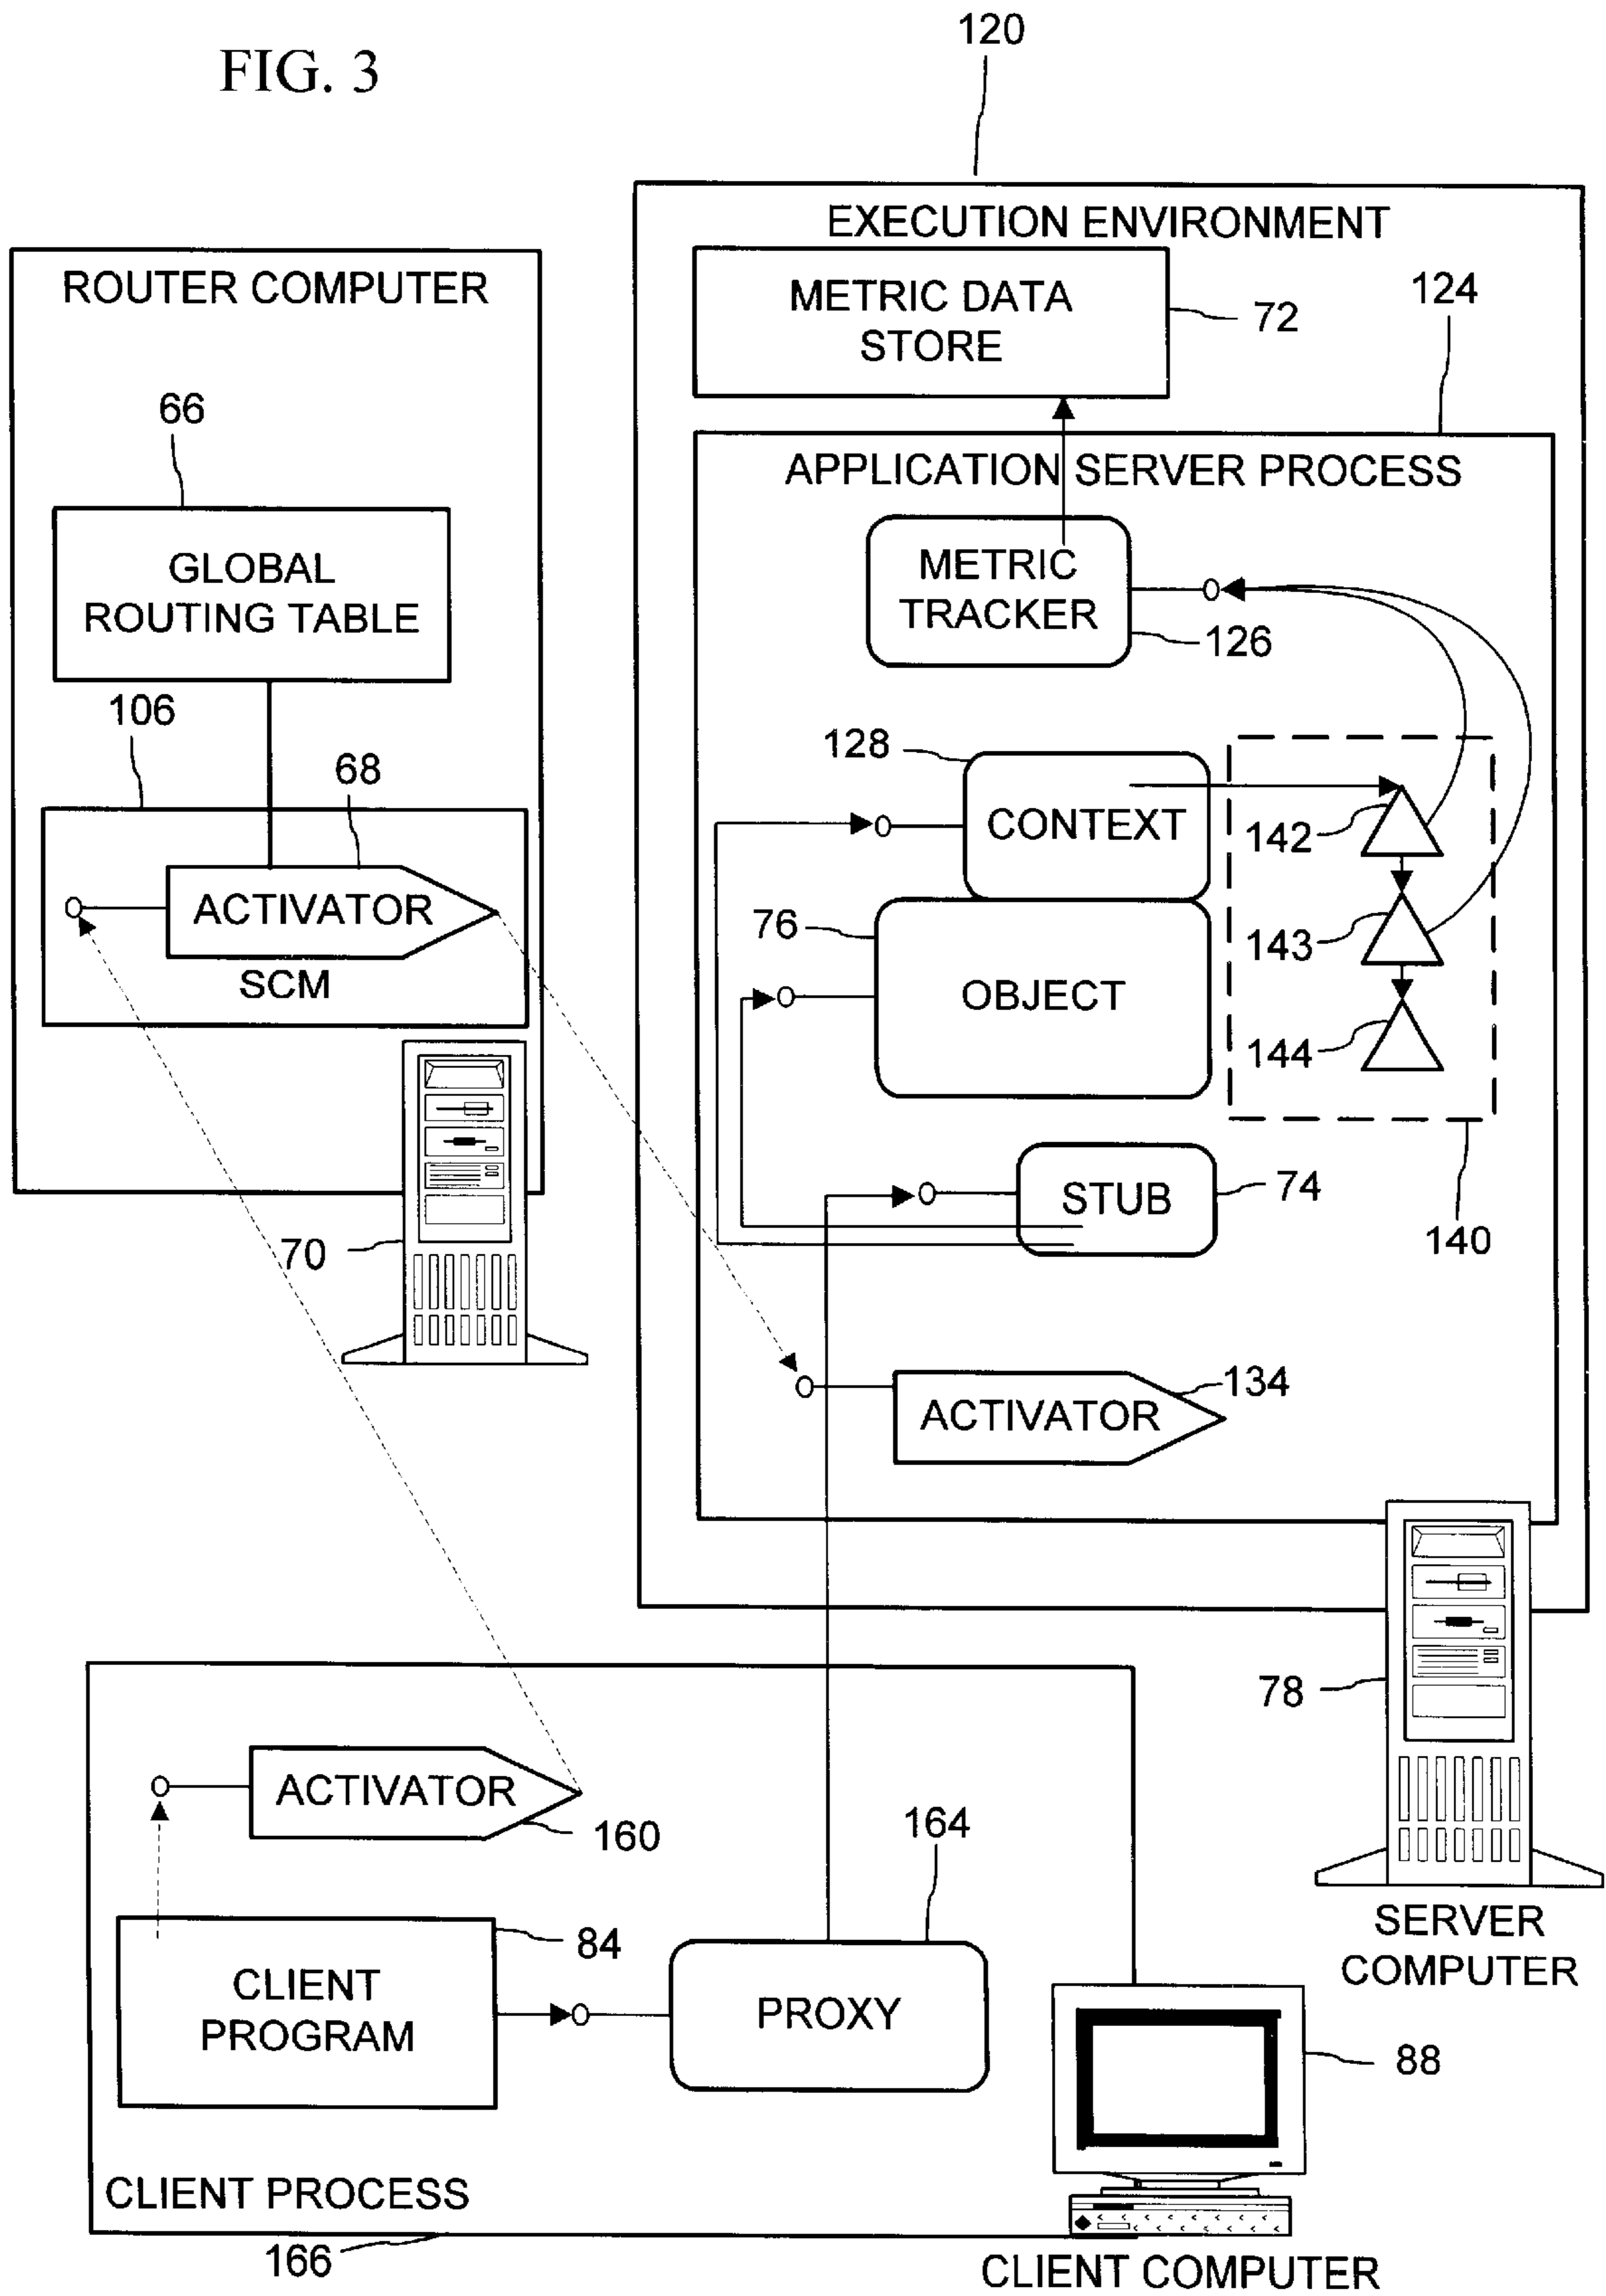 FIG. 3
120
EXECUTION ENVIRONMENT
ROUTER COMPUTER
METRIC DATA
STORE
72
124
66
APPLICATION SERVER PROCESS
GLOBAL
ROUTING TABLE
METRIC
TRACKER
126
106
68
128
CONTEXT
142
ACTIVATOR
SCM
76
OBJECT
143
144
STUB
74
140
70
134
ACTIVATOR
78
ACTIVATOR
160
164
SERVER
COMPUTER
84
CLIENT
PROGRAM
PROXY
88
CLIENT PROCESS
166
CLIENT COMPUTER